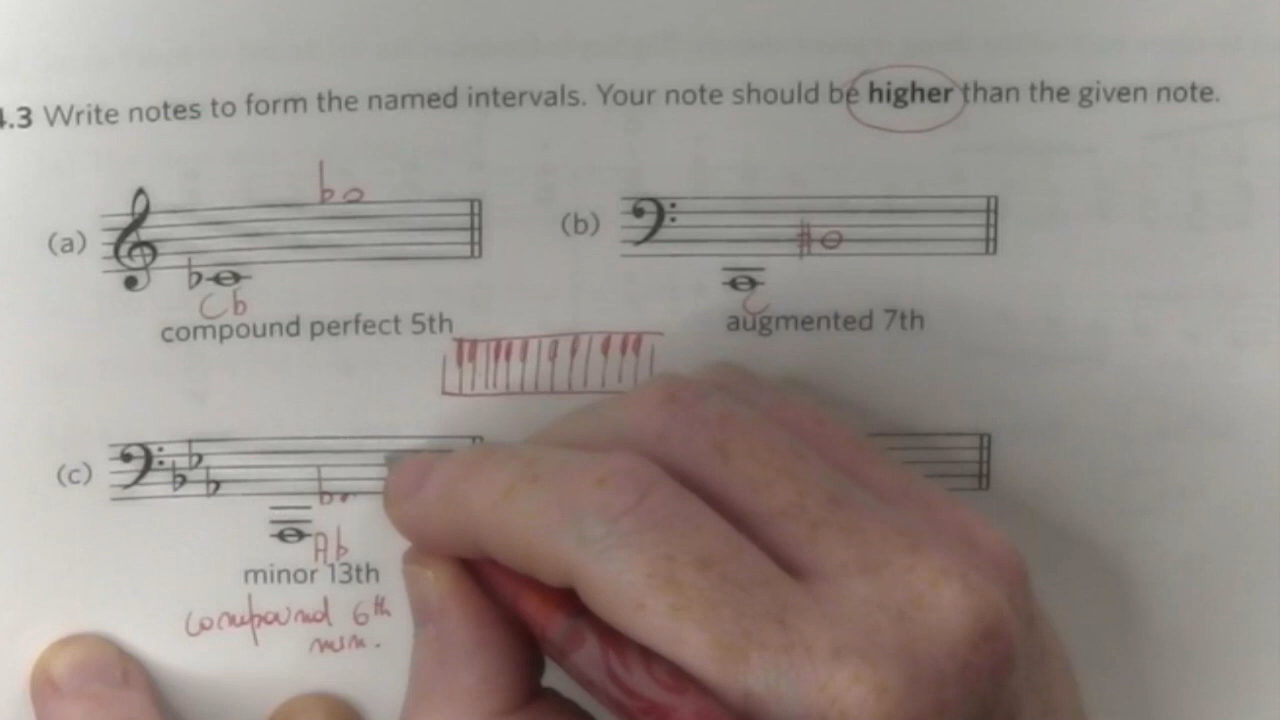 4.3 Write notes to form the named intervals. Your note should be higher than the given note.
(a)
(b)
Cb
C
compound perfect 5th
augmented 7th
(c)
Ab
minor 13th
compound 6th
min.